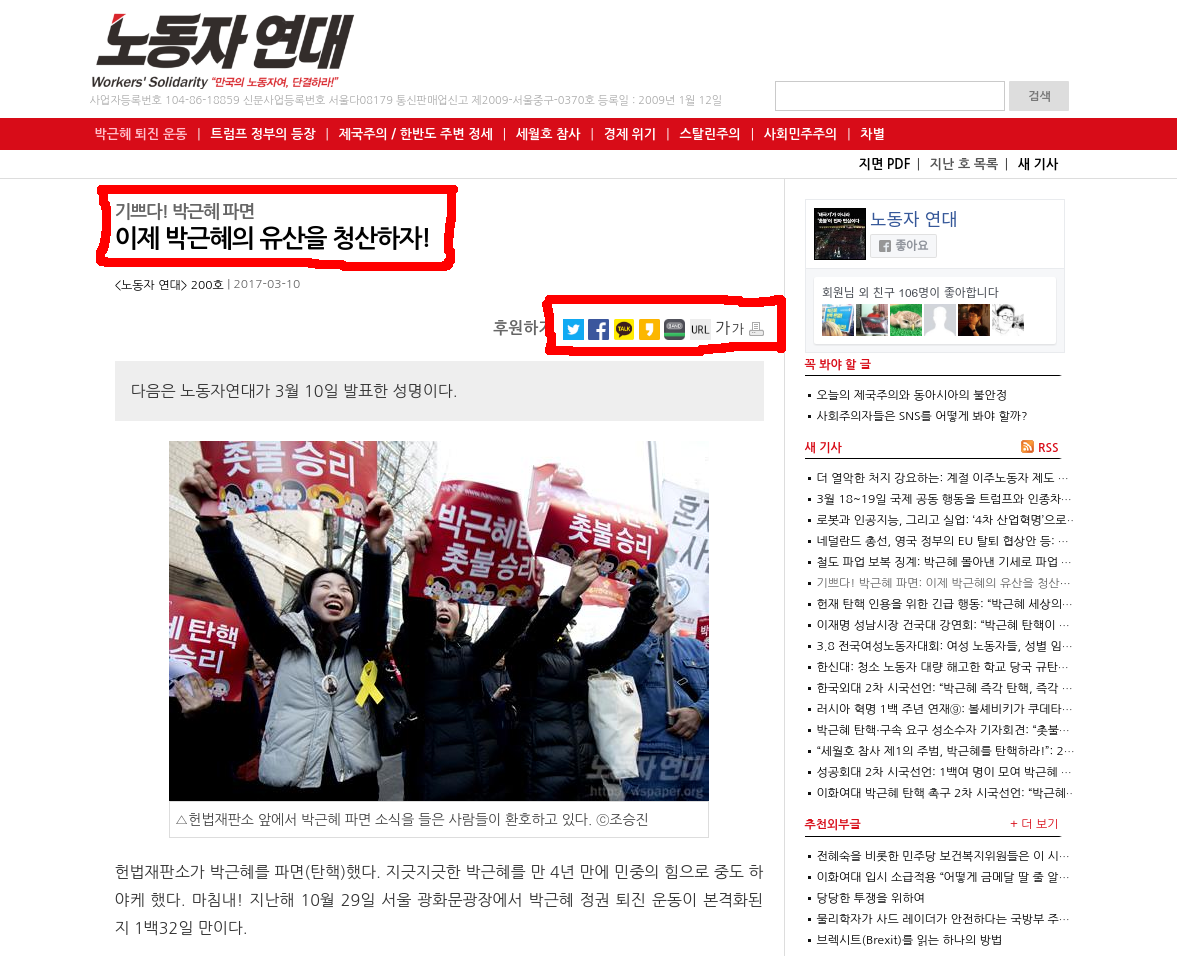 노동자 연대
Workers' Solidarity “만국의 노동자여, 단결하라!”
사업자등록번호 104-86-18859 신문사업등록번호 서울다08179 통신판매업신고 제2009-서울중구-0370호 등록일 : 2009년 1월 12일
검색
박근혜 퇴진 운동 | 트럼프 정부의 등장 | 제국주의 / 한반도 주변 정세 | 세월호 참사 | 경제 위기 | 스탈린주의 | 사회민주주의 | 차별
지면 PDF | 지난 호 목록 | 새 기사
기쁘다! 박근혜 파면
이제 박근혜의 유산을 청산하자!
<노동자 연대> 200호 | 2017-03-10
후원하기 TALK BAND URL 가 가
다음은 노동자연대가 3월 10일 발표한 성명이다.
촛불승리
박근혜탄
촛불승리
촛불승리
혜 탄핵
승리
노동자 연대
http://wspaper.org
△헌법재판소 앞에서 박근혜 파면 소식을 들은 사람들이 환호하고 있다. ⓒ조승진
헌법재판소가 박근혜를 파면(탄핵)했다. 지긋지긋한 박근혜를 만 4년 만에 민중의 힘으로 중도 하
야케 했다. 마침내! 지난해 10월 29일 서울 광화문광장에서 박근혜 정권 퇴진 운동이 본격화된
지 1백32일 만이다.
노동자 연대
좋아요
회원님 외 친구 106명이 좋아합니다
꼭 봐야 할 글
오늘의 제국주의와 동아시아의 불안정
사회주의자들은 SNS를 어떻게 봐야 할까?
새 기사 RSS
더 열악한 처지 강요하는: 계절 이주노동자 제도 …
3월 18~19일 국제 공동 행동을 트럼프와 인종차…
로봇과 인공지능, 그리고 실업: ‘4차 산업혁명’으로…
네덜란드 총선, 영국 정부의 EU 탈퇴 협상안 등: …
철도 파업 보복 징계: 박근혜 몰아낸 기세로 파업 …
기쁘다! 박근혜 파면: 이제 박근혜의 유산을 청산…
헌재 탄핵 인용을 위한 긴급 행동: “박근혜 세상의…
이재명 성남시장 건국대 강연회: “박근혜 탄핵이 …
3.8 전국여성노동자대회: 여성 노동자들, 성별 임…
한신대: 청소 노동자 대량 해고한 학교 당국 규탄…
한국외대 2차 시국선언: “박근혜 즉각 탄핵, 즉각 …
러시아 혁명 1백 주년 연재⑨: 볼셰비키가 쿠데타…
박근혜 탄핵·구속 요구 성소수자 기자회견: “촛불…
“세월호 참사 제1의 주범, 박근혜를 탄핵하라!”: 2…
성공회대 2차 시국선언: 1백여 명이 모여 박근혜 …
이화여대 박근혜 탄핵 촉구 2차 시국선언: “박근혜…
추천외부글 + 더 보기
전혜숙을 비롯한 민주당 보건복지위원들은 이 시…
이화여대 입시 소급적용 “어떻게 금메달 딸 줄 알…
당당한 투쟁을 위하여
물리학자가 사드 레이더가 안전하다는 국방부 주…
브렉시트(Brexit)를 읽는 하나의 방법